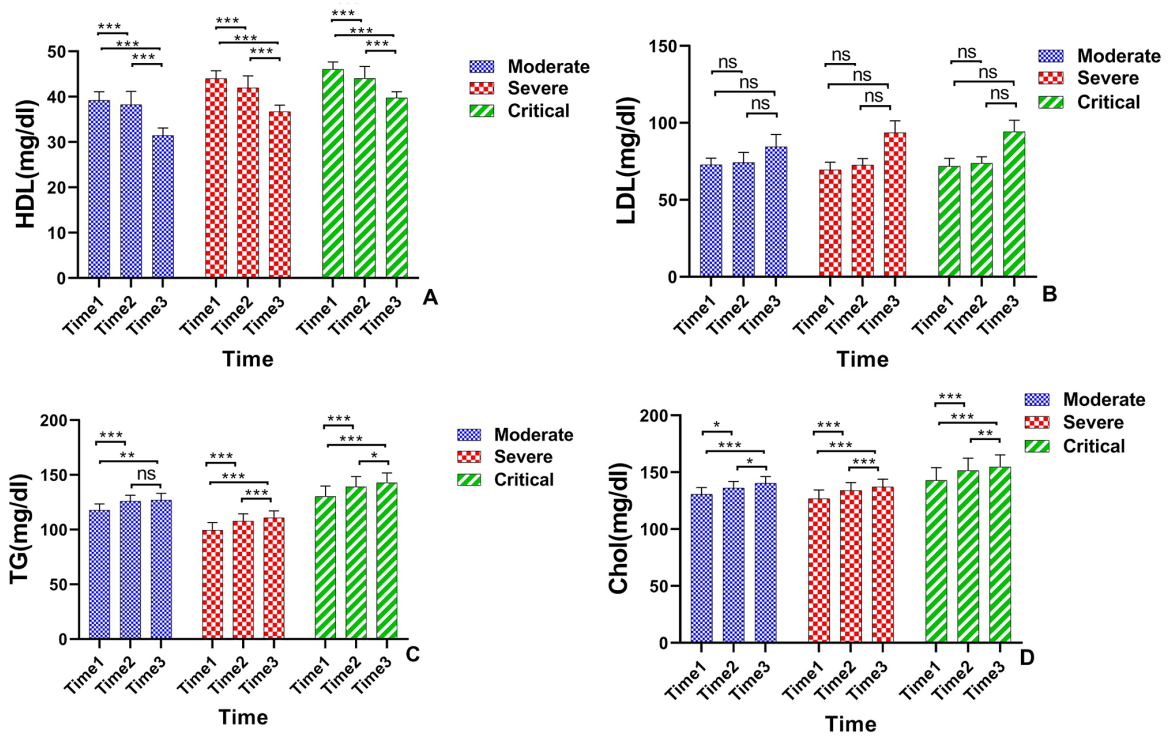 *** *** ***
*** *** ***
*** *** ***
HDL(mg/dl)
50
40
30
20
10
0
Time1 Time2 Time3 Time1 Time2 Time3 Time1 Time2 Time3
Time
Moderate
Severe
Critical
A
ns ns ns
ns ns ns
ns ns ns
LDL(mg/dl)
150
100
50
0
Time1 Time2 Time3 Time1 Time2 Time3 Time1 Time2 Time3
Time
Moderate
Severe
Critical
B
*** *** ***
** *** ***
ns *** *
TG(mg/dl)
200
150
100
50
0
Time1 Time2 Time3 Time1 Time2 Time3 Time1 Time2 Time3
Time
Moderate
Severe
Critical
C
* *** ***
*** *** ***
* *** **
Chol(mg/dl)
200
150
100
50
0
Time1 Time2 Time3 Time1 Time2 Time3 Time1 Time2 Time3
Time
Moderate
Severe
Critical
D